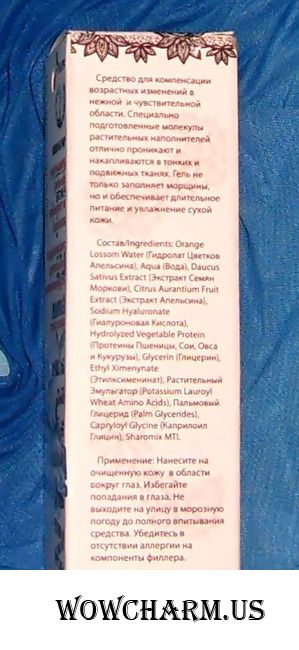 Средство для компенсации
возрастных изменений в
нежной и чувствительной
области. Специально
подготовленные молекулы
растительных наполнителей
отлично проникают и
накапливаются в тонких и
подвижных тканях. Гель не
только заполняет морщины,
но и обеспечивает длительное
питание и увлажнение сухой
кожи.
Состав/Ingredients: Orange
Lossom Water (Гидролат Цветков
Апельсина), Aqua (Вода), Daucus
Sativus Extract (Экстракт Семян
Моркови), Citrus Aurantium Fruit
Extract (Экстракт Апельсина),
Sodium Hyaluronate
(Гиалуроновая Кислота),
Hydrolyzed Vegetable Protein
(Протеины Пшеницы, Сои, Овса
и Кукурузы), Glycerin (Глицерин),
Ethyl Ximenynate
(Этилксименинат), Растительный
Эмульгатор (Potassium Lauroyl
Wheat Amino Acids), Пальмовый
Глицерид (Palm Glycerides),
Capryloyl Glycine (Каприлоил
Глицин), Sharomix MTI.
Применение: Нанесите на
очищенную кожу в области
вокруг глаз. Избегайте
попадания в глаза. Не
выходите на улицу в морозную
погоду до полного впитывания
средства. Убедитесь в
отсутствии аллергии на
компоненты филлера.
WOWCHARM.US